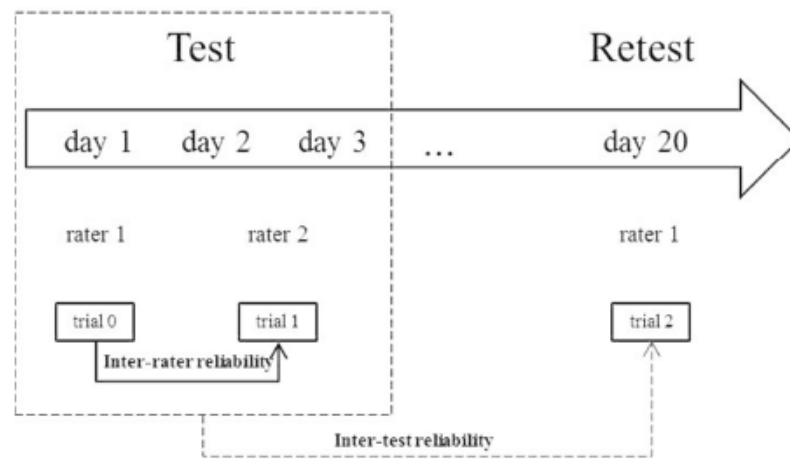 Test Retest
day 1 day 2 day 3 ... day 20
rater 1 rater 2 rater 1
trial 0 trial 1 trial 2
Inter-rater reliability
Inter-test reliability